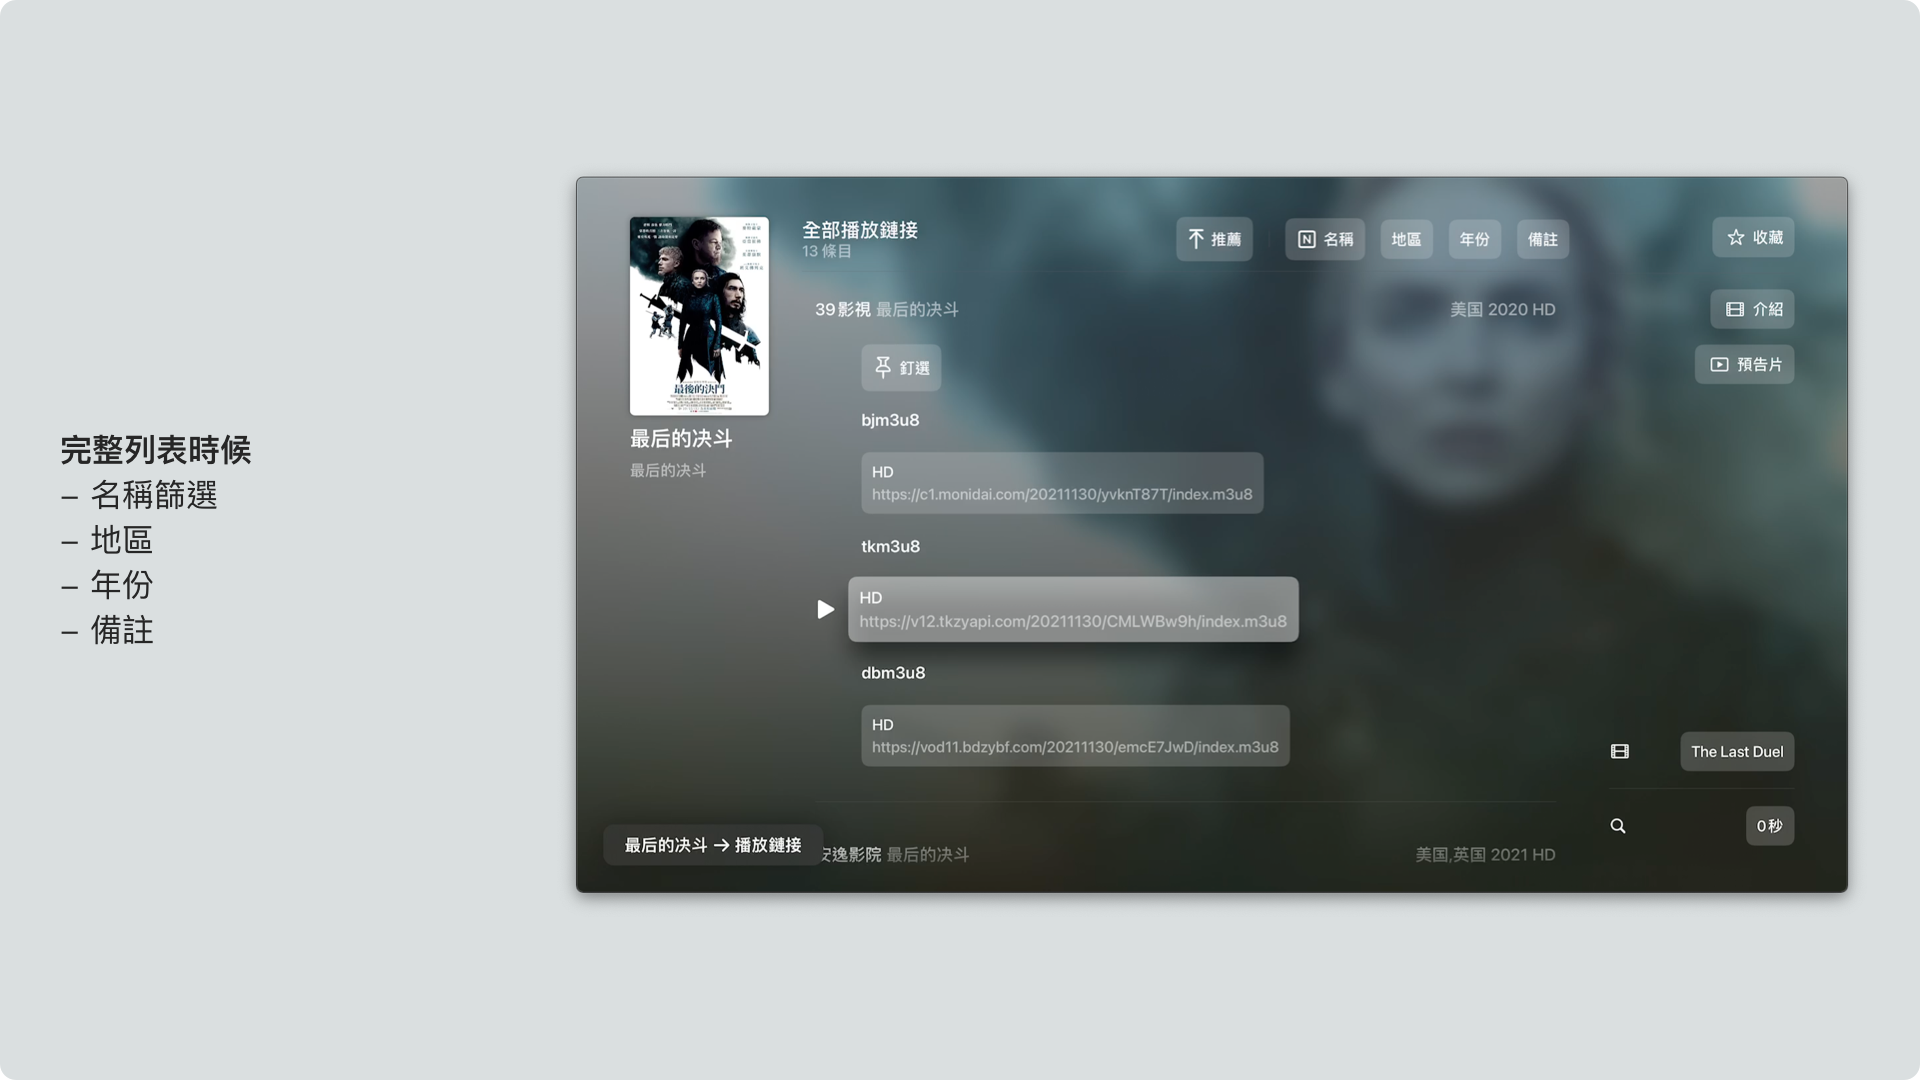 完整列表時候
– 名稱篩選
– 地區
– 年份
– 備註
最後的決鬥
最后的决斗
最后的决斗
全部播放鏈接
13 條目
推薦
N 名稱
地區
年份
備註
收藏
介紹
預告片
39影視 最后的决斗
美国 2020 HD
釘選
bjm3u8
HD
https://c1.monidai.com/20211130/yvknT87T/index.m3u8
tkm3u8
HD
https://v12.tkzyapi.com/20211130/CMLWBw9h/index.m3u8
dbm3u8
HD
https://vod11.bdzybf.com/20211130/emcE7JwD/index.m3u8
The Last Duel
0秒
最后的决斗 → 播放鏈接
安逸影院 最后的决斗
美国,英国 2021 HD